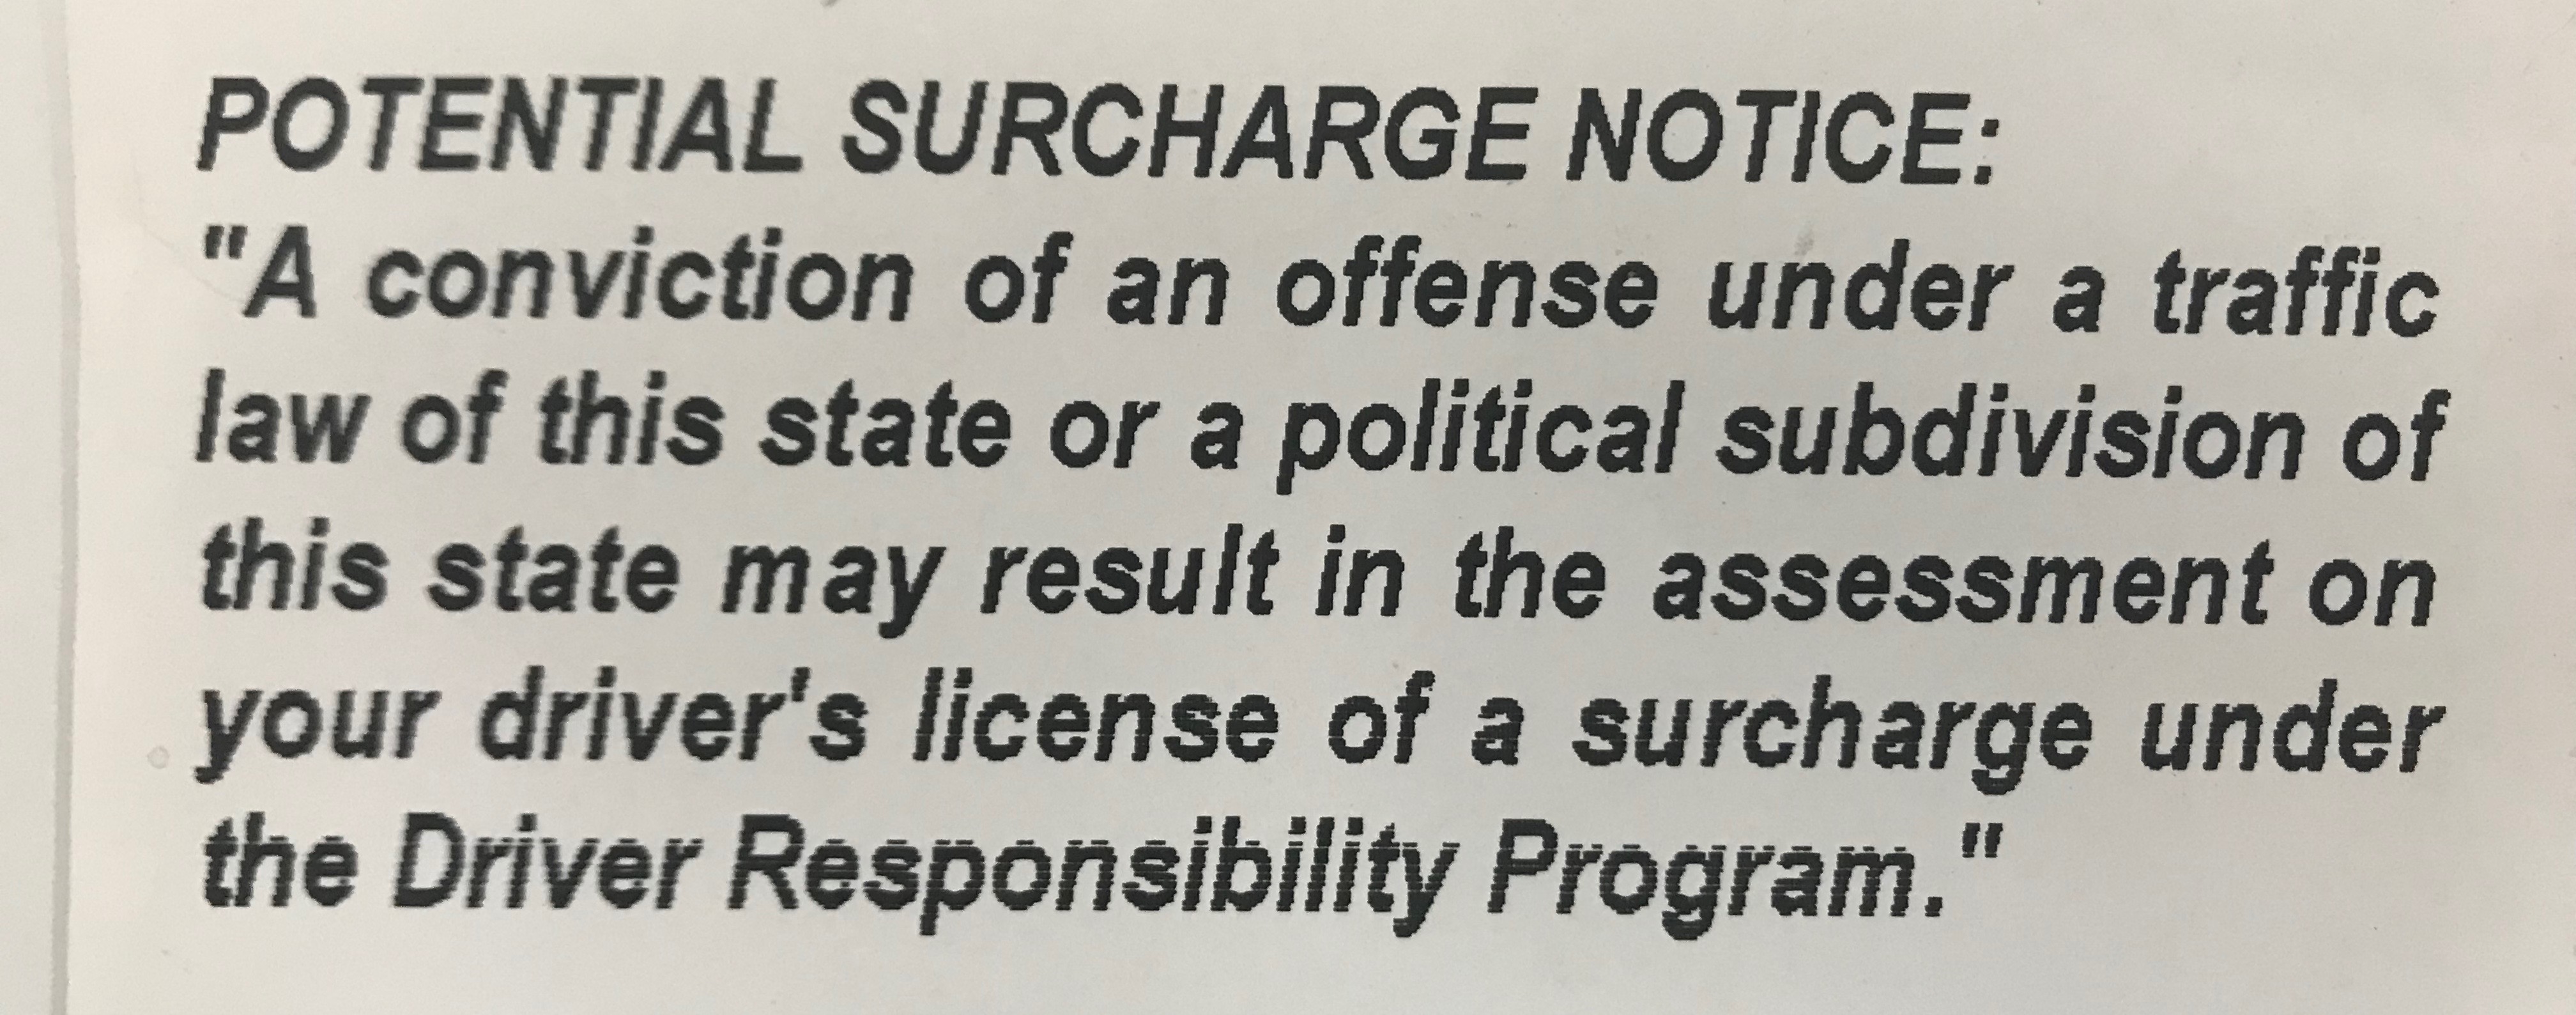 POTENTIAL SURCHARGE NOTICE:
"A conviction of an offense under a traffic
law of this state or a political subdivision of
this state may result in the assessment on
your driver's license of a surcharge under
the Driver Responsibility Program."